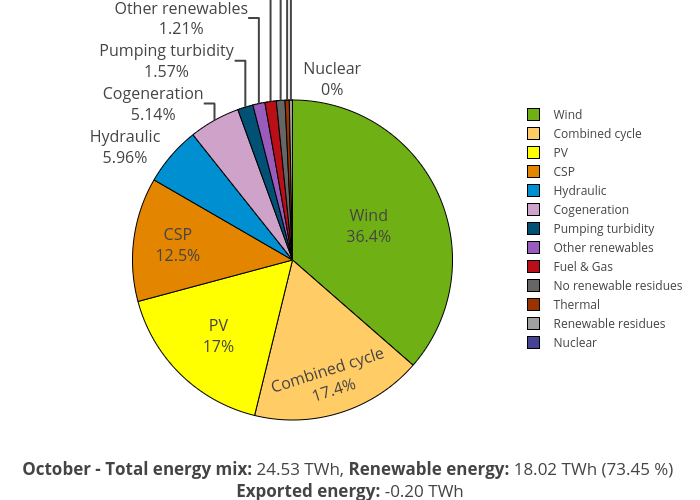 Other renewables
1.21%
Pumping turbidity
1.57%
Nuclear
0%
Cogeneration
5.14%
Hydraulic
5.96%
Wind
36.4%
CSP
12.5%
PV
17%
Combined cycle
17.4%
Wind
Combined cycle
PV
CSP
Hydraulic
Cogeneration
Pumping turbidity
Other renewables
Fuel & Gas
No renewable residues
Thermal
Renewable residues
Nuclear
October - Total energy mix: 24.53 TWh, Renewable energy: 18.02 TWh (73.45 %)
Exported energy: -0.20 TWh